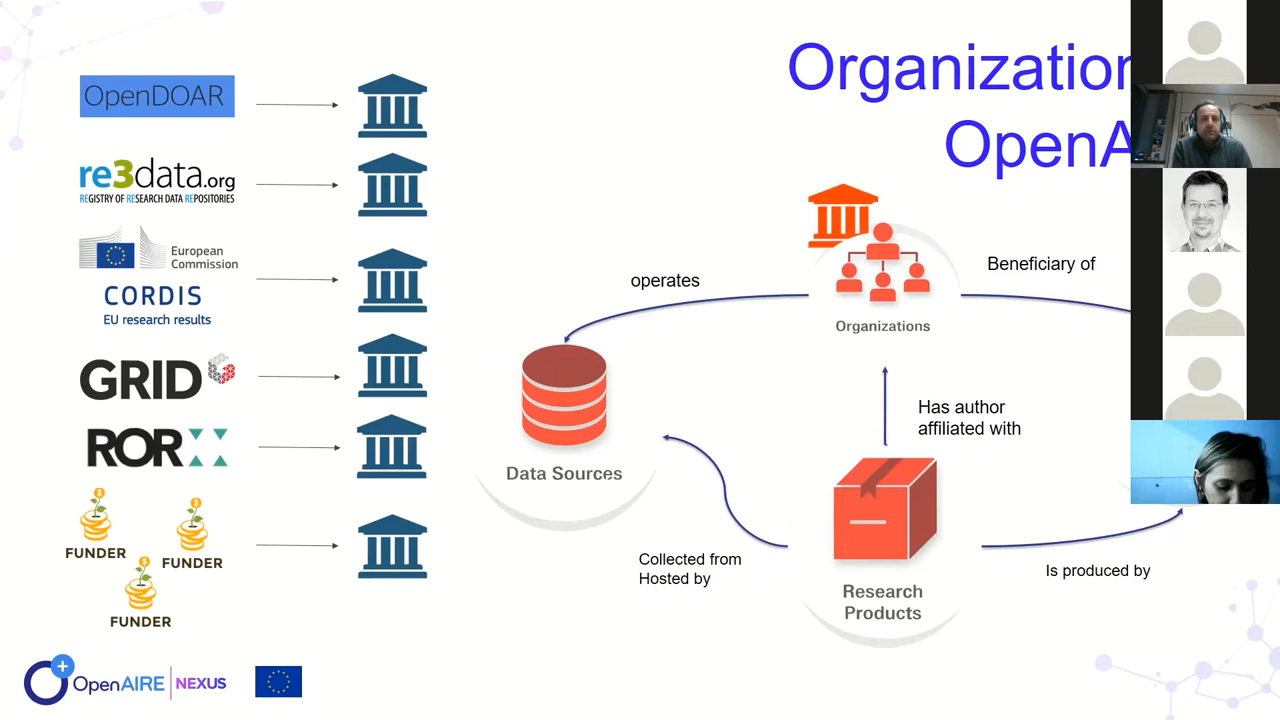 Organization
OpenA
OpenDOAR
re3data.org
REGISTRY OF RESEARCH DATA REPOSITORIES
European
Commission
CORDIS
EU research results
GRID
ROR
FUNDER
FUNDER
FUNDER
operates
Beneficiary of
Organizations
Has author
affiliated with
Data Sources
Collected from
Hosted by
Is produced by
Research
Products
OpenAIRE NEXUS